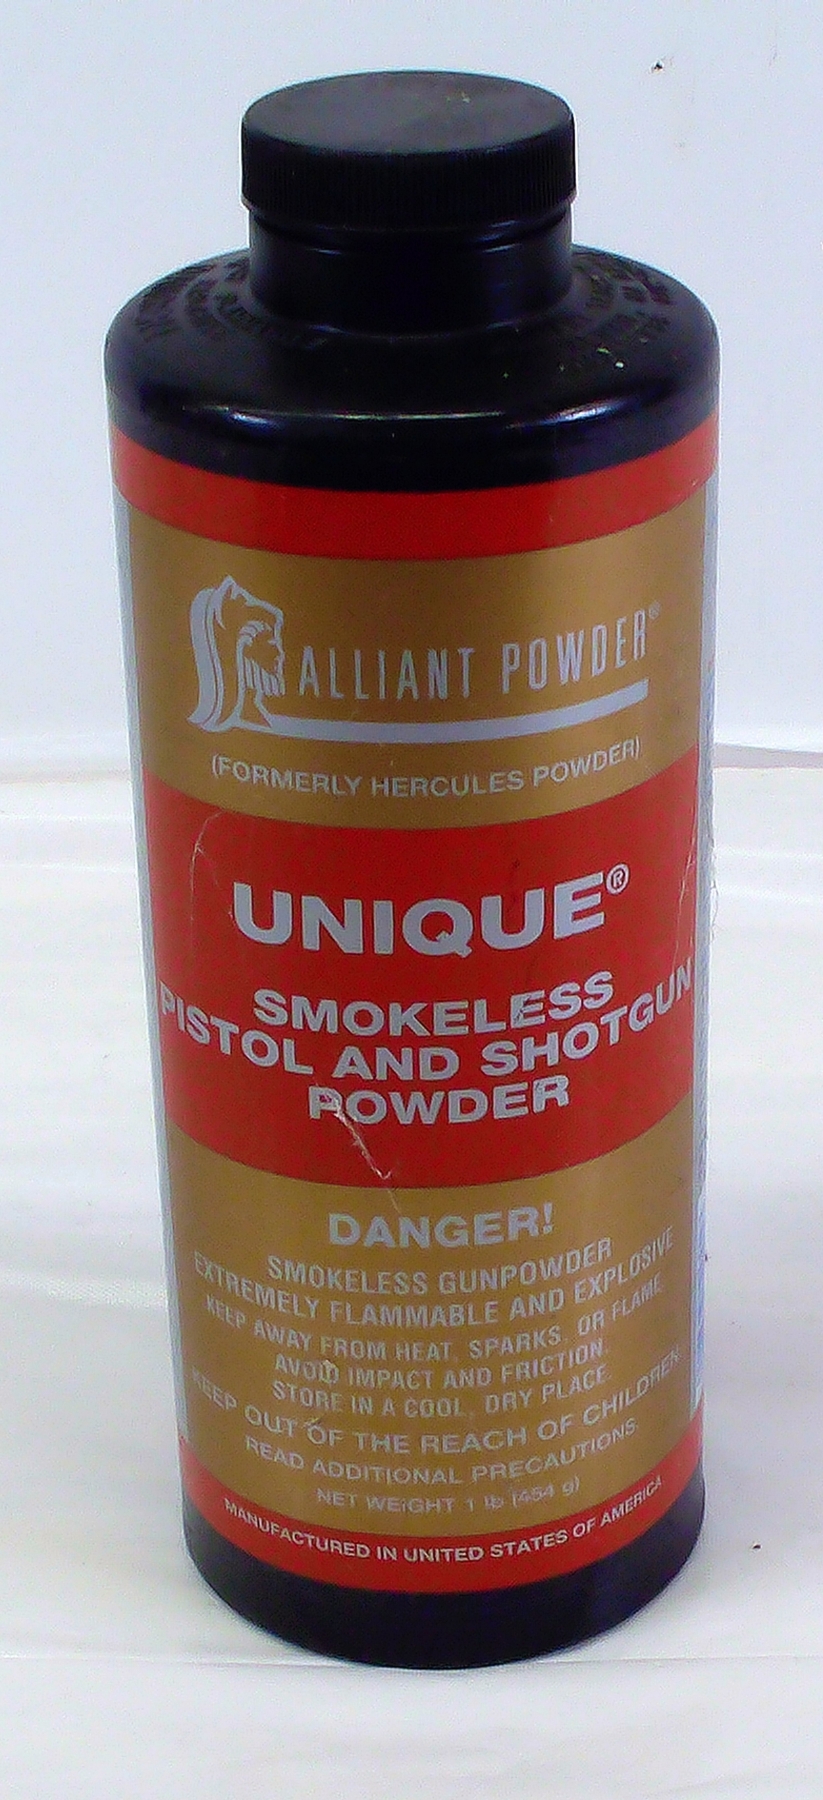 ALLIANT POWDER®
(FORMERLY HERCULES POWDER)
UNIQUE®
SMOKELESS
PISTOL AND SHOTGUN
POWDER
DANGER!
SMOKELESS GUNPOWDER
EXTREMELY FLAMMABLE AND EXPLOSIVE
KEEP AWAY FROM HEAT, SPARKS, OR FLAME.
AVOID IMPACT AND FRICTION.
STORE IN A COOL, DRY PLACE.
KEEP OUT OF THE REACH OF CHILDREN.
READ ADDITIONAL PRECAUTIONS.
NET WEIGHT 1 lb (454 g)
MANUFACTURED IN UNITED STATES OF AMERICA